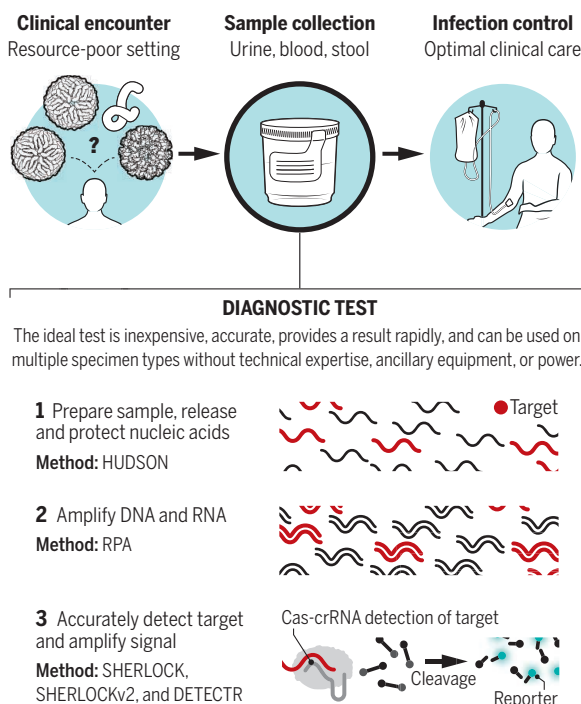 Clinical encounter
Resource-poor setting
Sample collection
Urine, blood, stool
Infection control
Optimal clinical care
?
DIAGNOSTIC TEST
The ideal test is inexpensive, accurate, provides a result rapidly, and can be used on
multiple specimen types without technical expertise, ancillary equipment, or power.
1 Prepare sample, release
and protect nucleic acids
Method: HUDSON
Target
2 Amplify DNA and RNA
Method: RPA
3 Accurately detect target
and amplify signal
Method: SHERLOCK,
SHERLOCKv2, and DETECTR
Cas-crRNA detection of target
Cleavage
Reporter